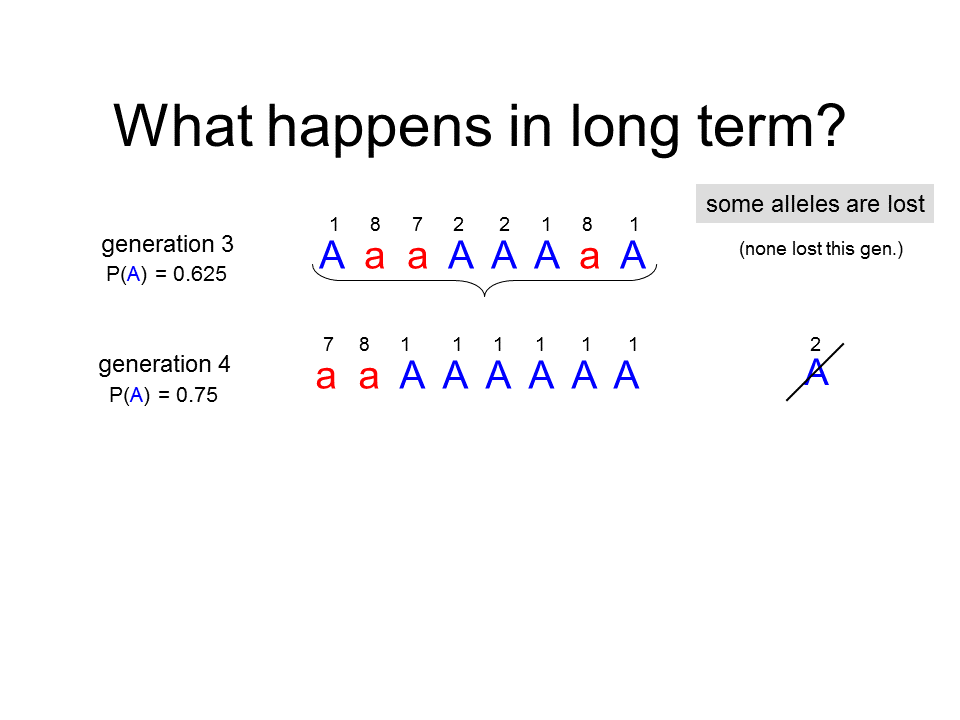 What happens in long term?
some alleles are lost
1 8 7 2 2 1 8 1
generation 3
A a a A A A a A
(none lost this gen.)
P(A) = 0.625
7 8 1 1 1 1 1 1
2
generation 4
a a A A A A A A
A
P(A) = 0.75